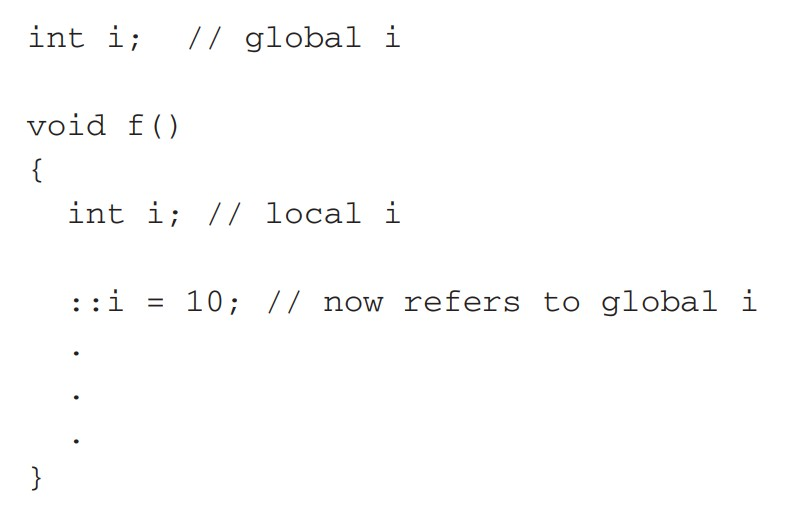 int i;  // global i
void f()
{
  int i; // local i
  ::i = 10; // now refers to global i
  .
  .
  .
}